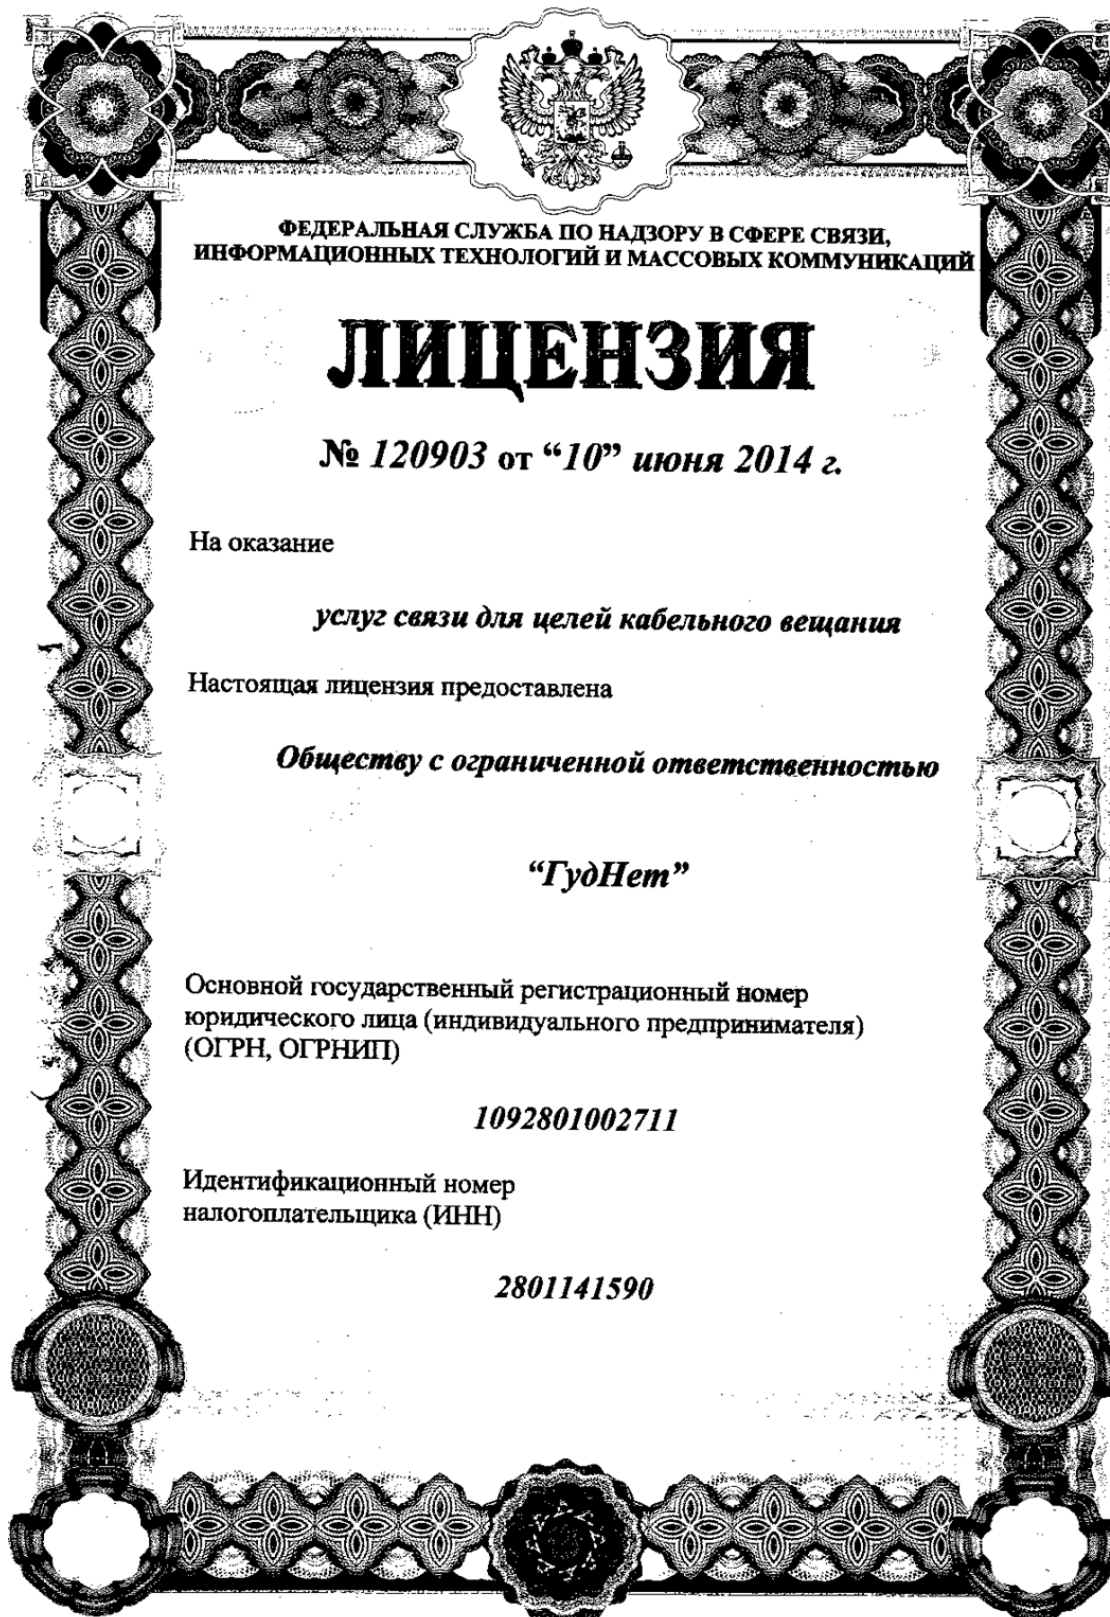 ФЕДЕРАЛЬНАЯ СЛУЖБА ПО НАДЗОРУ В СФЕРЕ СВЯЗИ,
ИНФОРМАЦИОННЫХ ТЕХНОЛОГИЙ И МАССОВЫХ КОММУНИКАЦИЙ
ЛИЦЕНЗИЯ
№ 120903 от “10” июня 2014 г.
На оказание
услуг связи для целей кабельного вещания
Настоящая лицензия предоставлена
Обществу с ограниченной ответственностью
“ГудНет”
Основной государственный регистрационный номер
юридического лица (индивидуального предпринимателя)
(ОГРН, ОГРНИП)
1092801002711
Идентификационный номер
налогоплательщика (ИНН)
2801141590